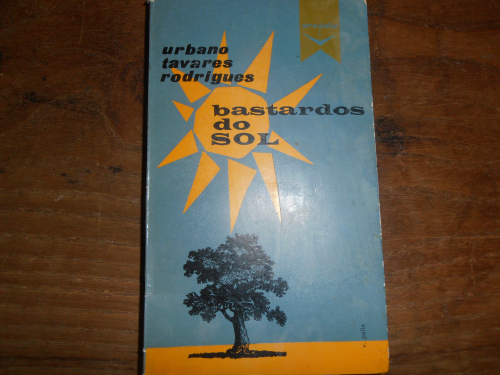 urbano
tavares
rodrigues
bastardos
do
SOL